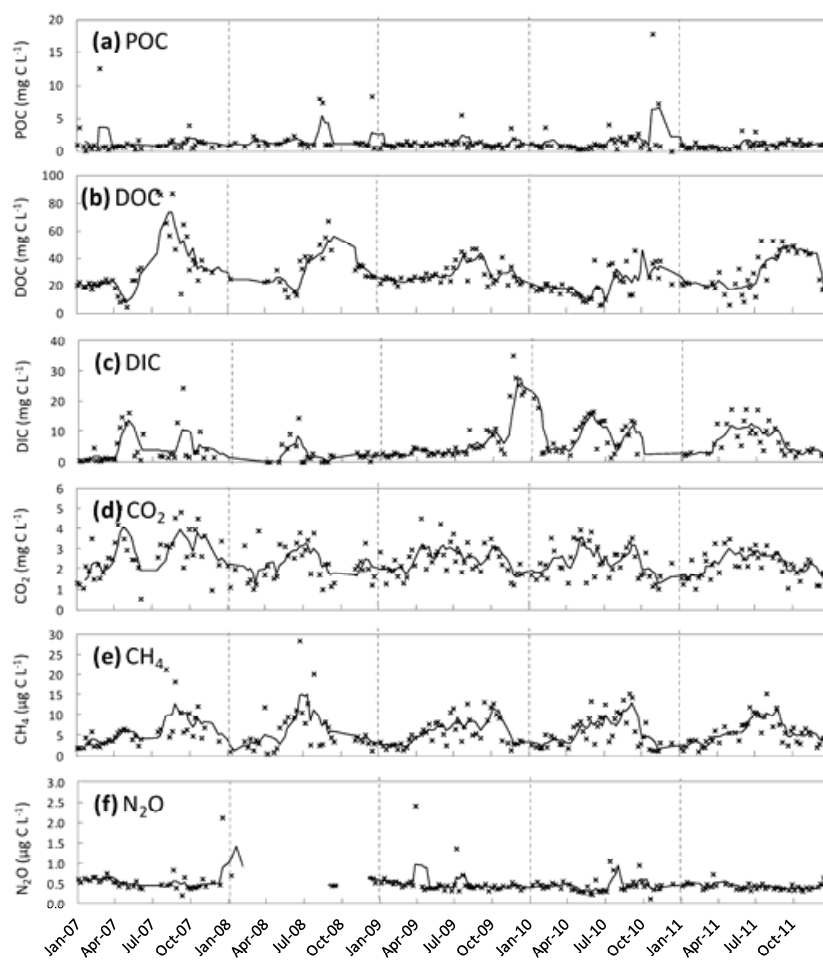 (a) POC
POC (mg C L-1)
20
15
10
5
0
(b) DOC
DOC (mg C L-1)
100
80
60
40
20
0
(c) DIC
DIC (mg C L-1)
40
30
20
10
0
(d) CO2
CO2 (mg C L-1)
6
5
4
3
2
1
0
(e) CH4
CH4 (µg C L-1)
30
25
20
15
10
5
0
(f) N2O
N2O (µg C L-1)
3.0
2.5
2.0
1.5
1.0
0.5
0.0
Jan-07 Apr-07 Jul-07 Oct-07 Jan-08 Apr-08 Jul-08 Oct-08 Jan-09 Apr-09 Jul-09 Oct-09 Jan-10 Apr-10 Jul-10 Oct-10 Jan-11 Apr-11 Jul-11 Oct-11